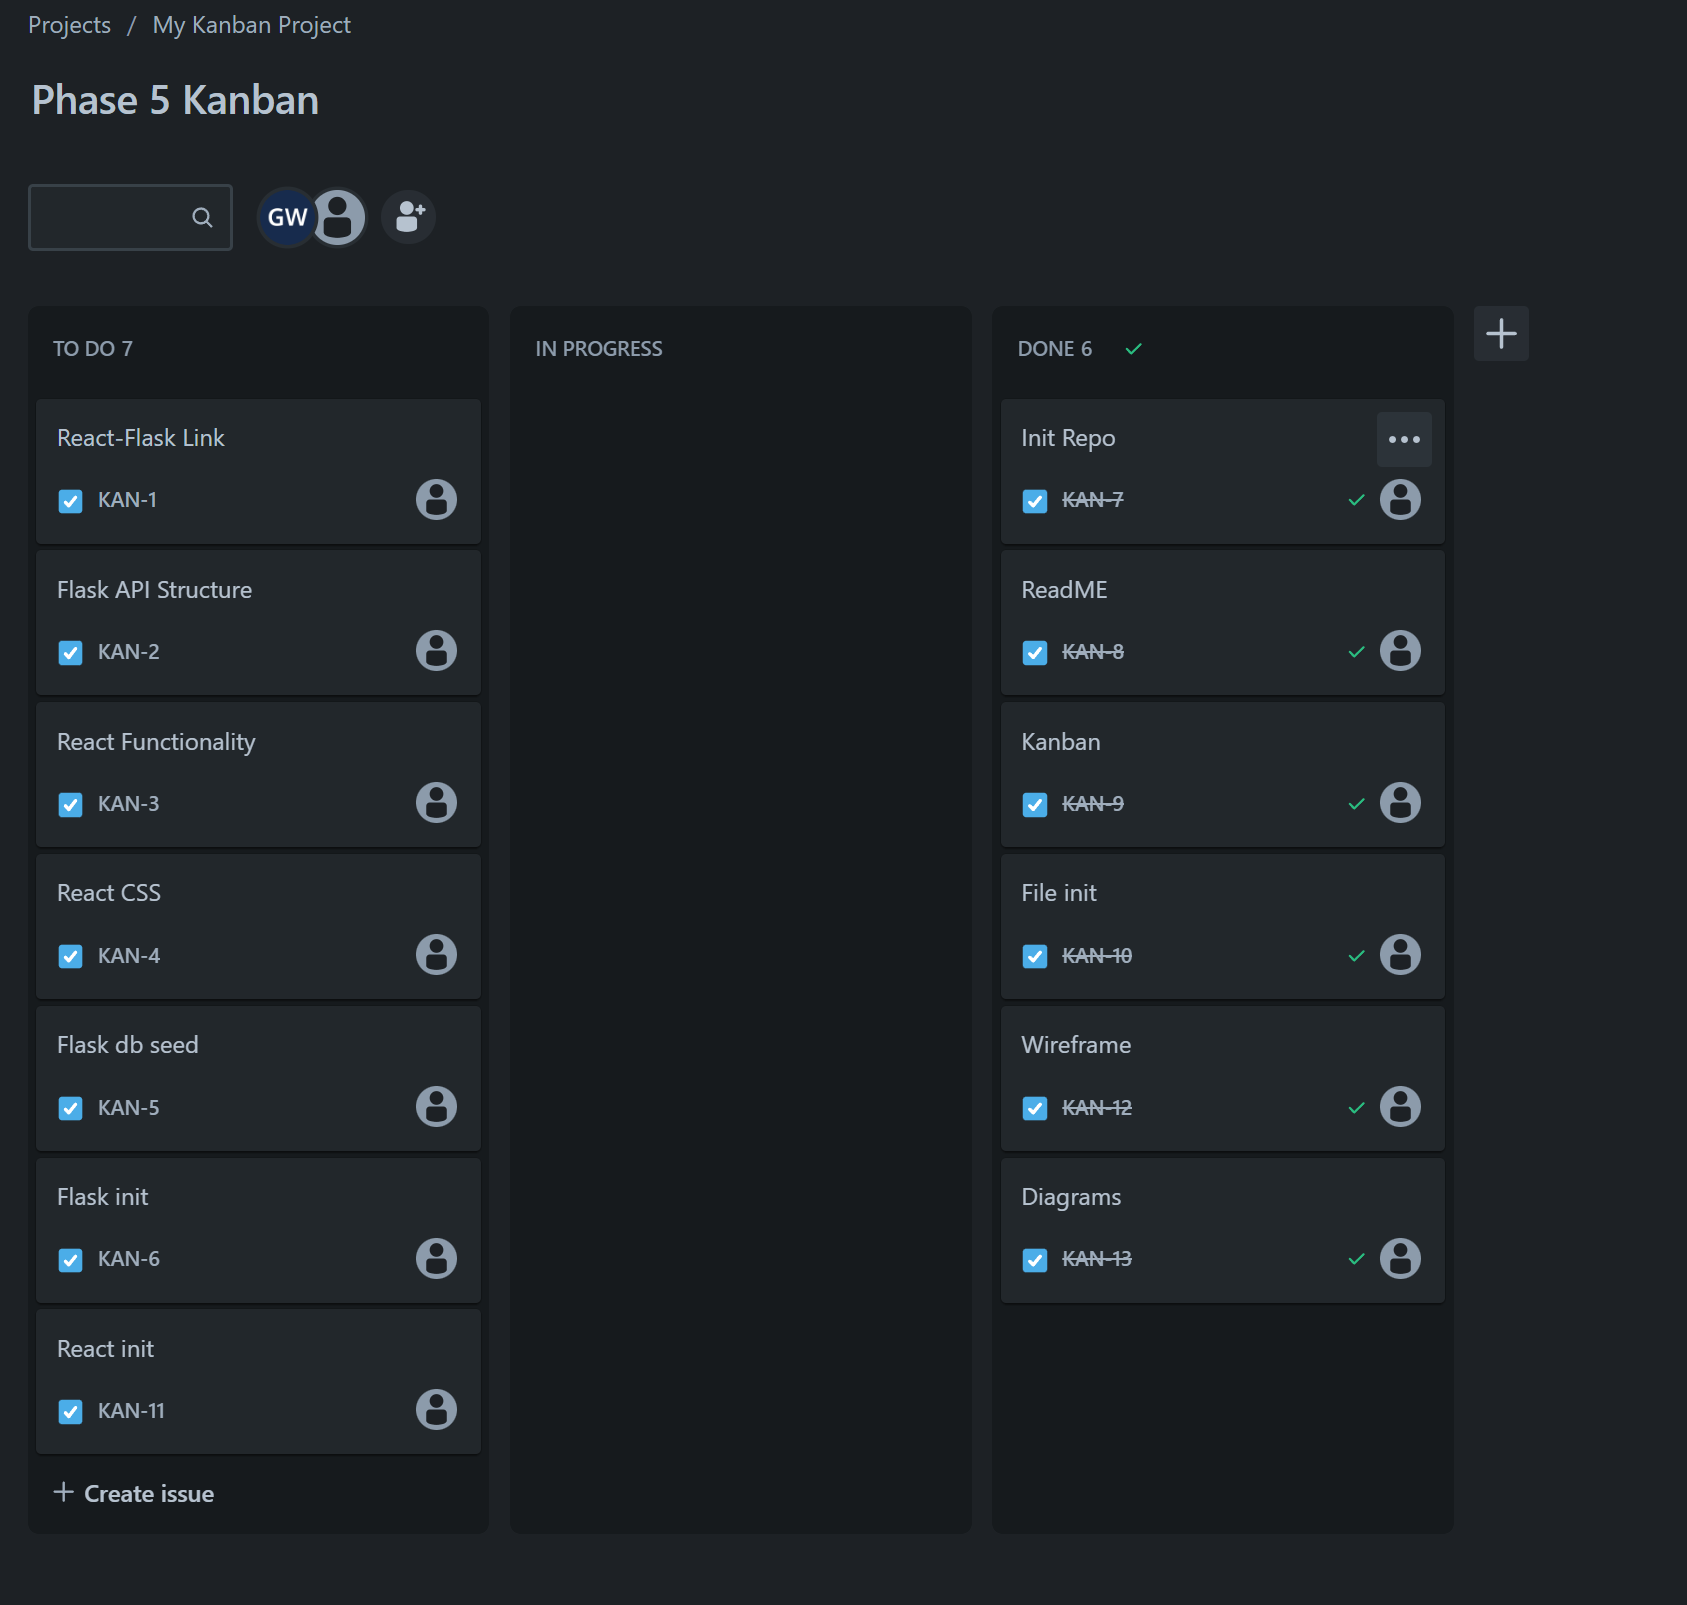 Projects / My Kanban Project
Phase 5 Kanban
GW
TO DO 7
React-Flask Link
KAN-1
Flask API Structure
KAN-2
React Functionality
KAN-3
React CSS
KAN-4
Flask db seed
KAN-5
Flask init
KAN-6
React init
KAN-11
+ Create issue
IN PROGRESS
DONE 6
Init Repo
KAN-7
ReadME
KAN-8
Kanban
KAN-9
File init
KAN-10
Wireframe
KAN-12
Diagrams
KAN-13